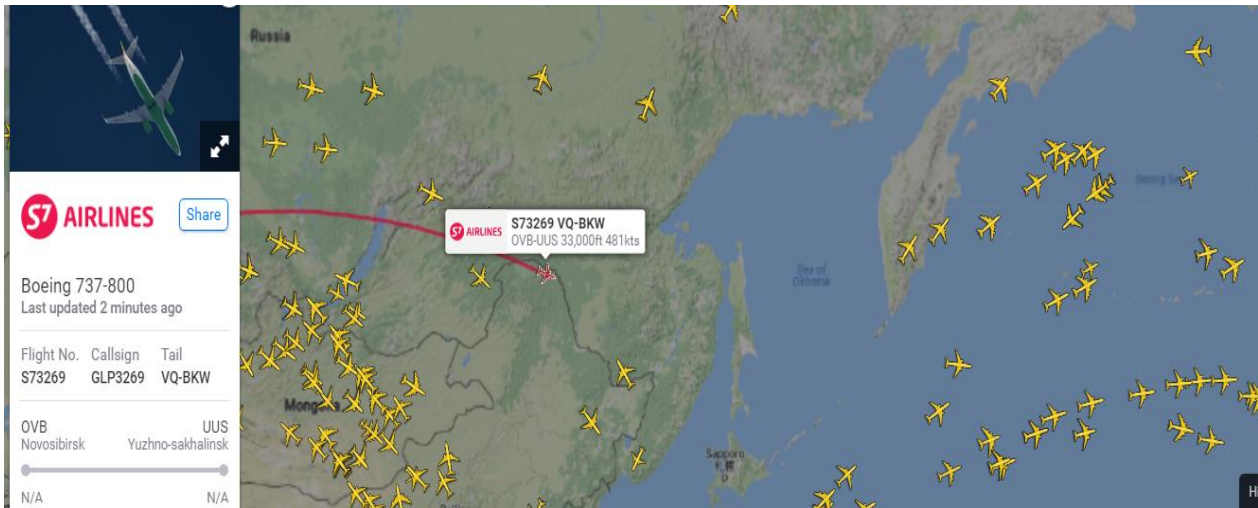 S7 AIRLINES
Share
Boeing 737-800
Last updated 2 minutes ago
Flight No. Callsign Tail
S73269 GLP3269 VQ-BKW
OVB UUS
Novosibirsk Yuzhno-sakhalinsk
N/A N/A
Russia
S7 AIRLINES
S73269 VQ-BKW
OVB-UUS 33,000ft 481kts
Sea of
Okhotsk
Sapporo
札幌